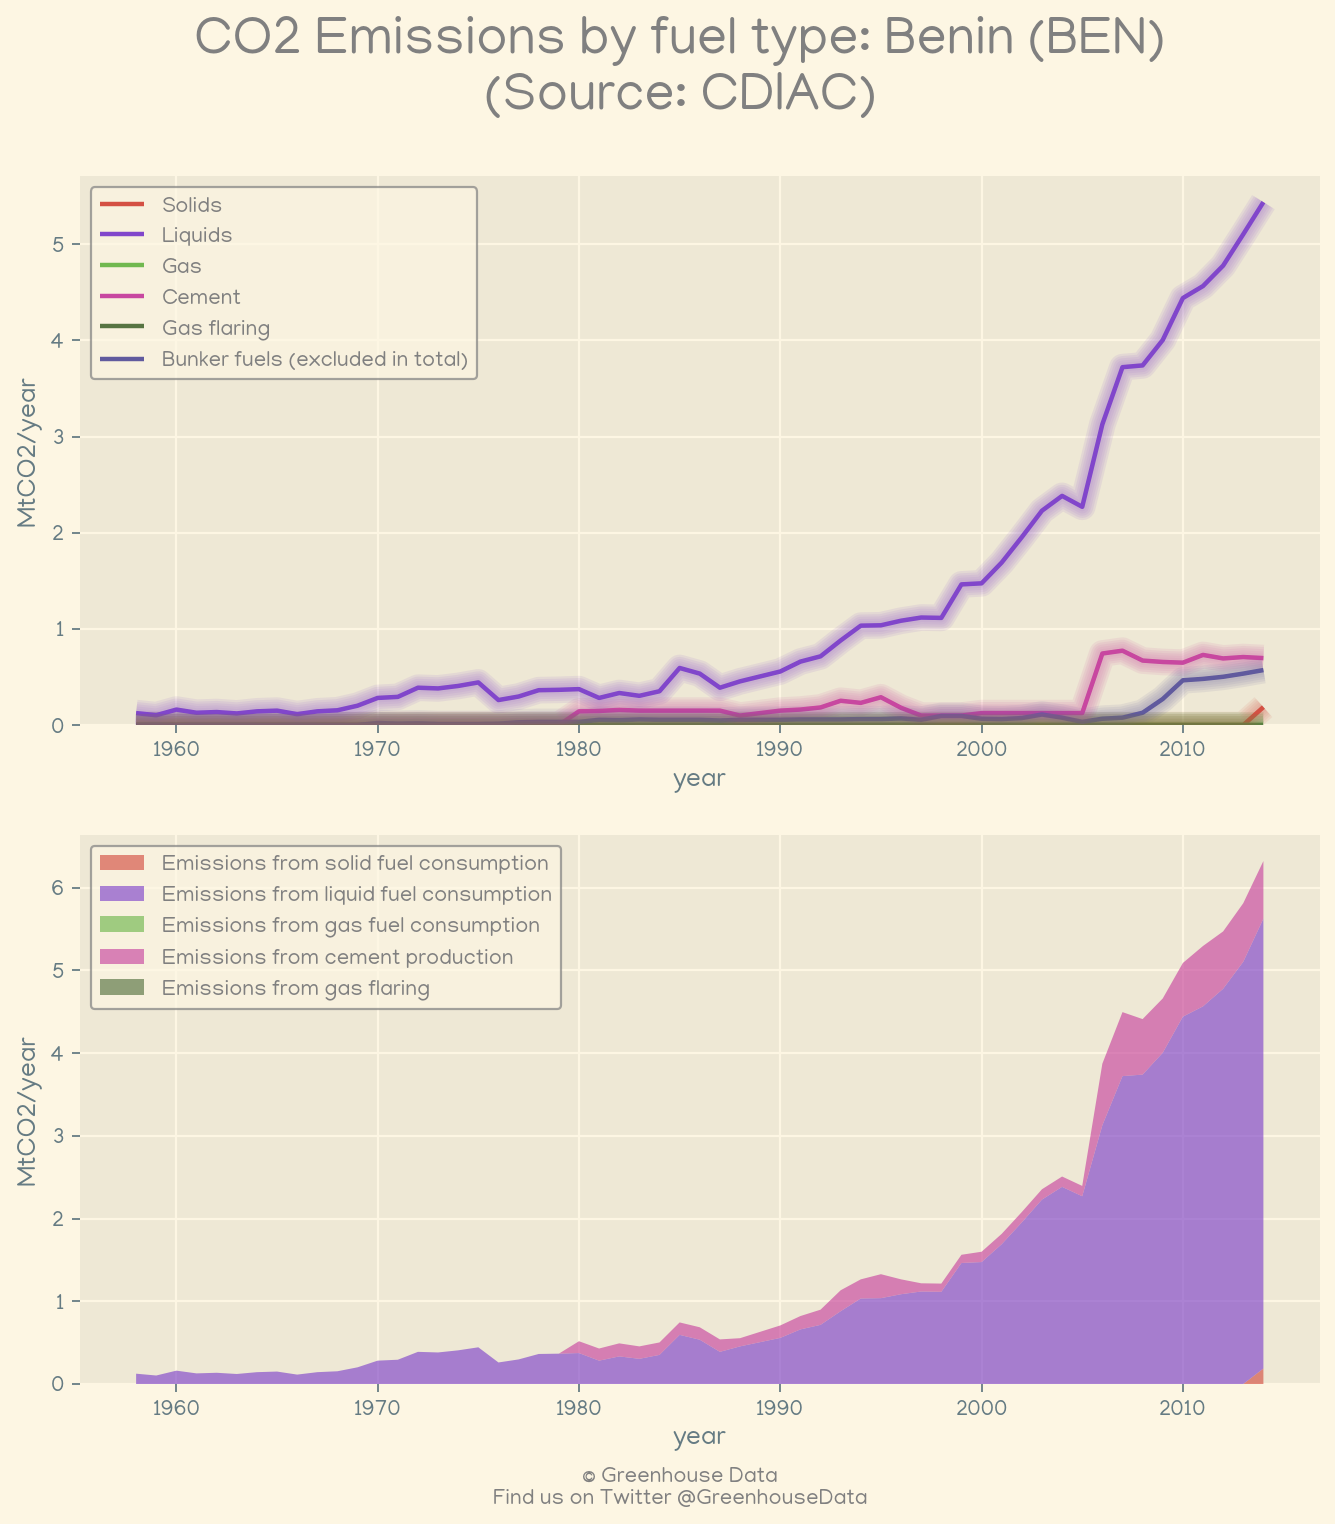 CO2 Emissions by fuel type: Benin (BEN)
(Source: CDIAC)
Solids
Liquids
Gas
Cement
Gas flaring
Bunker fuels (excluded in total)
MtCO2/year
5
4
3
2
1
0
1960 1970 1980 1990 2000 2010
year
Emissions from solid fuel consumption
Emissions from liquid fuel consumption
Emissions from gas fuel consumption
Emissions from cement production
Emissions from gas flaring
MtCO2/year
6
5
4
3
2
1
0
1960 1970 1980 1990 2000 2010
year
© Greenhouse Data
Find us on Twitter @GreenhouseData